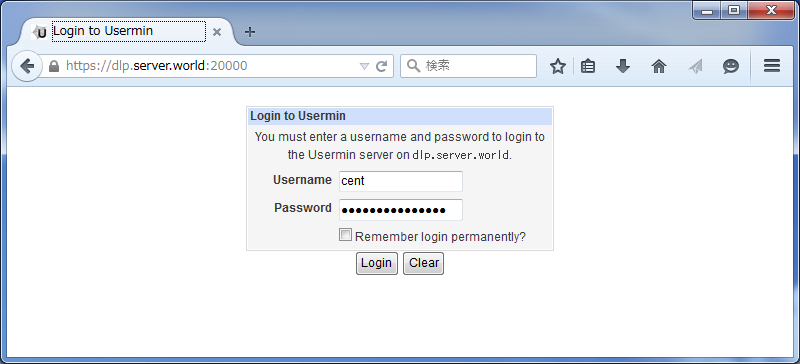 Login to Usermin
https://dlp.server.world:20000
検索
Login to Usermin
You must enter a username and password to login to
the Usermin server on dlp.server.world.
Username cent
Password ●●●●●●●●●●●●●●●
Remember login permanently?
Login Clear